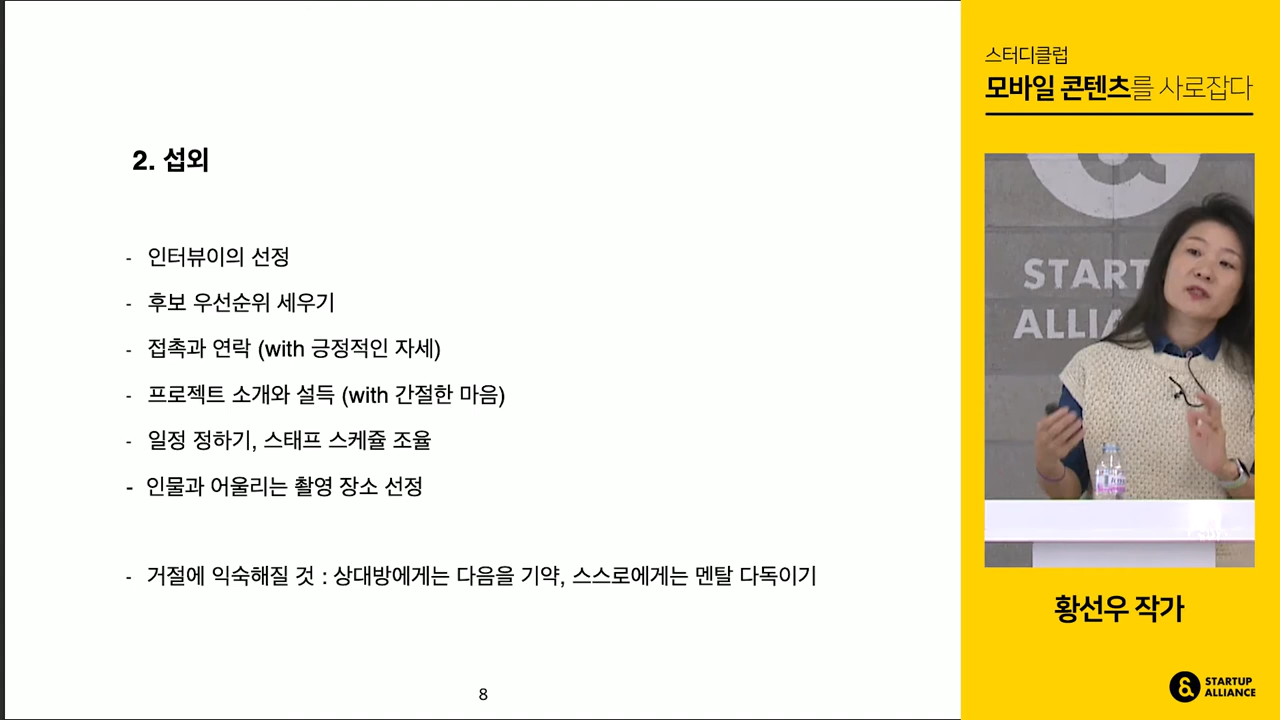 2. 섭외
- 인터뷰이의 선정
- 후보 우선순위 세우기
- 접촉과 연락 (with 긍정적인 자세)
- 프로젝트 소개와 설득 (with 간절한 마음)
- 일정 정하기, 스태프 스케쥴 조율
- 인물과 어울리는 촬영 장소 선정
- 거절에 익숙해질 것 : 상대방에게는 다음을 기약, 스스로에게는 멘탈 다독이기
8
스터디클럽
모바일 콘텐츠를 사로잡다
&
START
ALLIA
황선우 작가
&
STARTUP
ALLIANCE